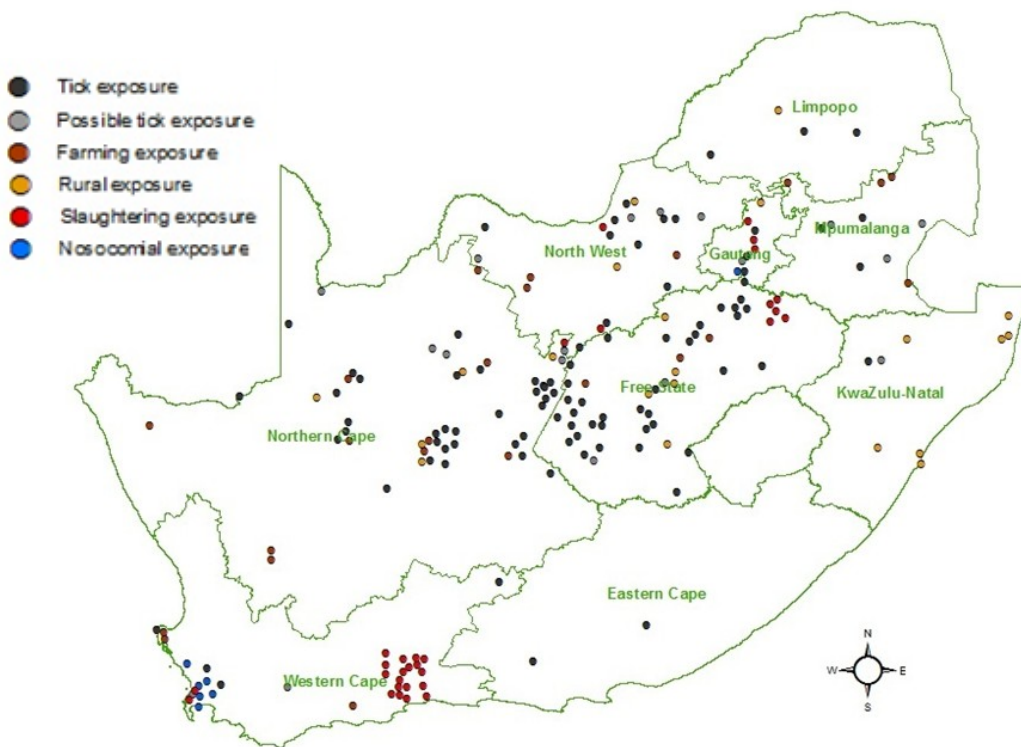 Tick exposure
Possible tick exposure
Farming exposure
Rural exposure
Slaughtering exposure
Nosocomial exposure
Limpopo
Mpumalanga
North West
Gauteng
Free State
KwaZulu-Natal
Northern Cape
Eastern Cape
Western Cape
N
W
E
S